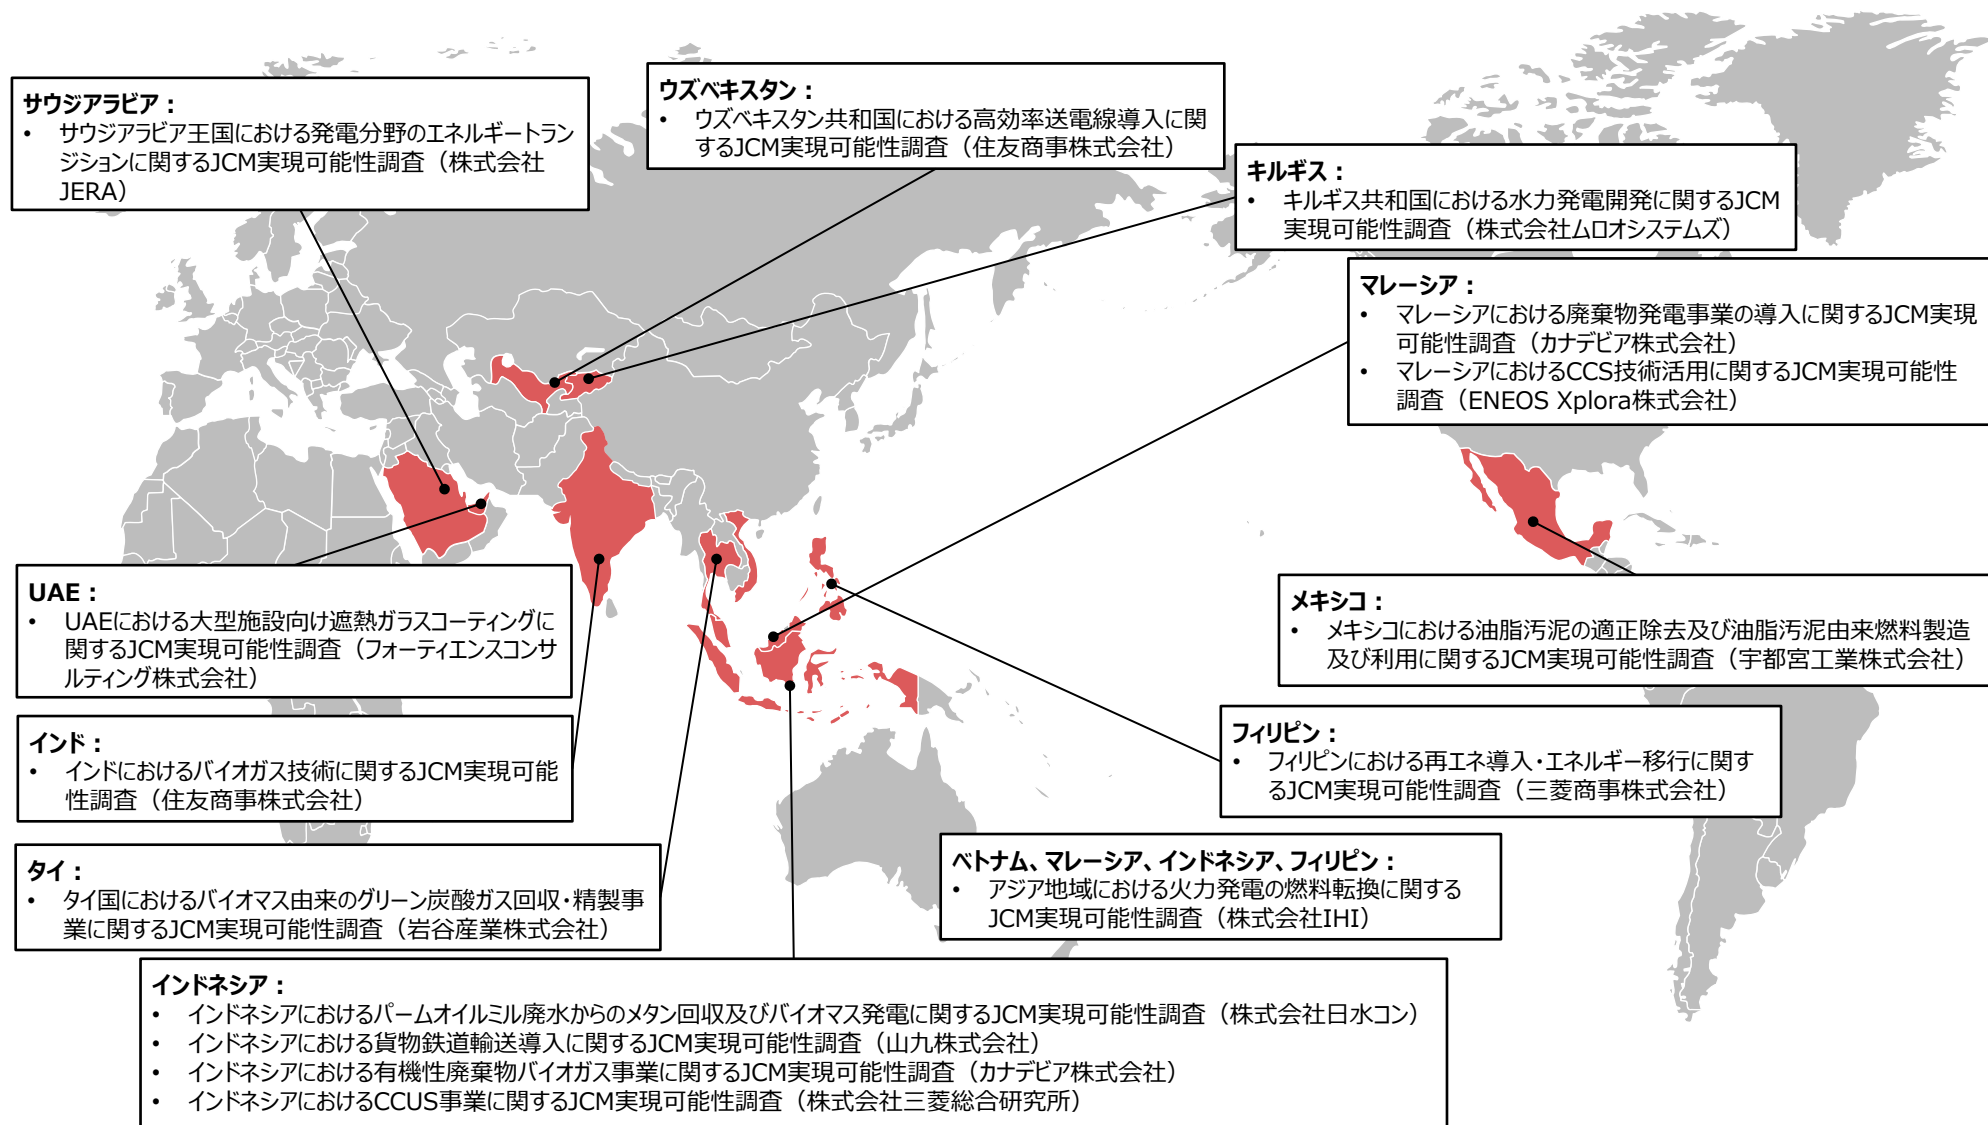 サウジアラビア：
• サウジアラビア王国における発電分野のエネルギートラン
ジションに関するJCM実現可能性調査（株式会社
JERA）
ウズベキスタン：
• ウズベキスタン共和国における高効率送電線導入に関
するJCM実現可能性調査（住友商事株式会社）
キルギス：
• キルギス共和国における水力発電開発に関するJCM
実現可能性調査（株式会社ムロオシステムズ）
マレーシア：
• マレーシアにおける廃棄物発電事業の導入に関するJCM実現
可能性調査（カナデビア株式会社）
• マレーシアにおけるCCS技術活用に関するJCM実現可能性
調査（ENEOS Xplora株式会社）
UAE：
• UAEにおける大型施設向け遮熱ガラスコーティングに
関するJCM実現可能性調査（フォーティエンスコンサ
ルティング株式会社）
メキシコ：
• メキシコにおける油脂汚泥の適正除去及び油脂汚泥由来燃料製造
及び利用に関するJCM実現可能性調査（宇都宮工業株式会社）
インド：
• インドにおけるバイオガス技術に関するJCM実現可能
性調査（住友商事株式会社）
フィリピン：
• フィリピンにおける再エネ導入・エネルギー移行に関す
るJCM実現可能性調査（三菱商事株式会社）
タイ：
• タイ国におけるバイオマス由来のグリーン炭酸ガス回収・精製事
業に関するJCM実現可能性調査（岩谷産業株式会社）
ベトナム、マレーシア、インドネシア、フィリピン：
• アジア地域における火力発電の燃料転換に関する
JCM実現可能性調査（株式会社IHI）
インドネシア：
• インドネシアにおけるパームオイルミル廃水からのメタン回収及びバイオマス発電に関するJCM実現可能性調査（株式会社日水コン）
• インドネシアにおける貨物鉄道輸送導入に関するJCM実現可能性調査（山九株式会社）
• インドネシアにおける有機性廃棄物バイオガス事業に関するJCM実現可能性調査（カナデビア株式会社）
• インドネシアにおけるCCUS事業に関するJCM実現可能性調査（株式会社三菱総合研究所）